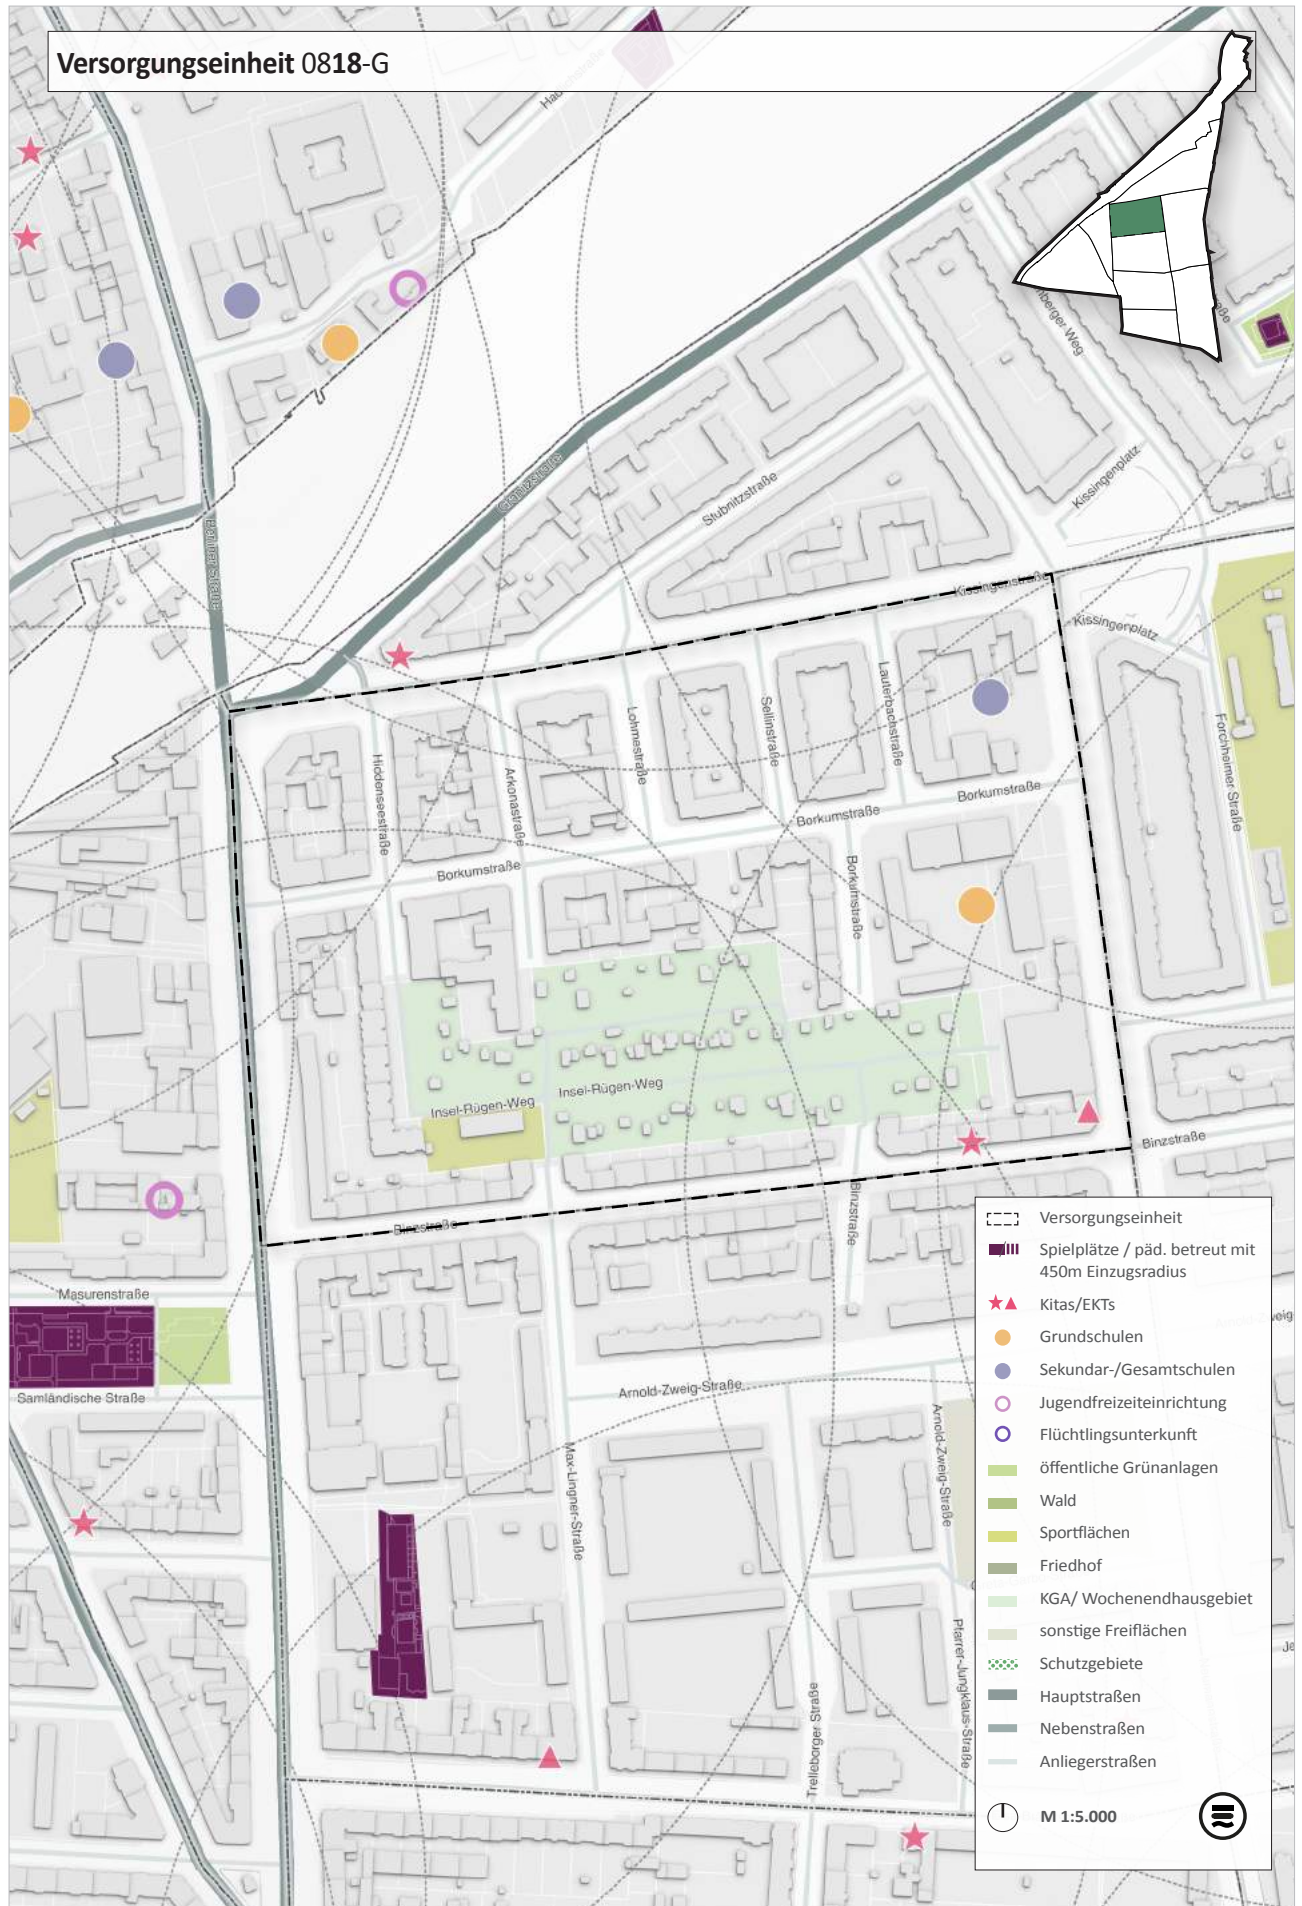 Versorgungseinheit 0818-G
Stubnitzstraße
Kissingenplatz
Kissingenstraße
Kissingenplatz
Hiddenseestraße
Arkonastraße
Lohmestraße
Sellinstraße
Lauterbachstraße
Forchheimer Straße
Borkumstraße
Borkumstraße
Borkumstraße
Borkumstraße
Insel-Rügen-Weg
Insel-Rügen-Weg
Binzstraße
Binzstraße
Binzstraße
Masurenstraße
Samländische Straße
Arnold-Zweig-Straße
Arnold-Zweig-Straße
Max-Lingner-Straße
Trelleborger Straße
Pfarrer-Jungklaus-Straße
Versorgungseinheit
Spielplätze / päd. betreut mit
450m Einzugsradius
Kitas/EKTs
Grundschulen
Sekundar-/Gesamtschulen
Jugendfreizeiteinrichtung
Flüchtlingsunterkunft
öffentliche Grünanlagen
Wald
Sportflächen
Friedhof
KGA/ Wochenendhausgebiet
sonstige Freiflächen
Schutzgebiete
Hauptstraßen
Nebenstraßen
Anliegerstraßen
M 1:5.000